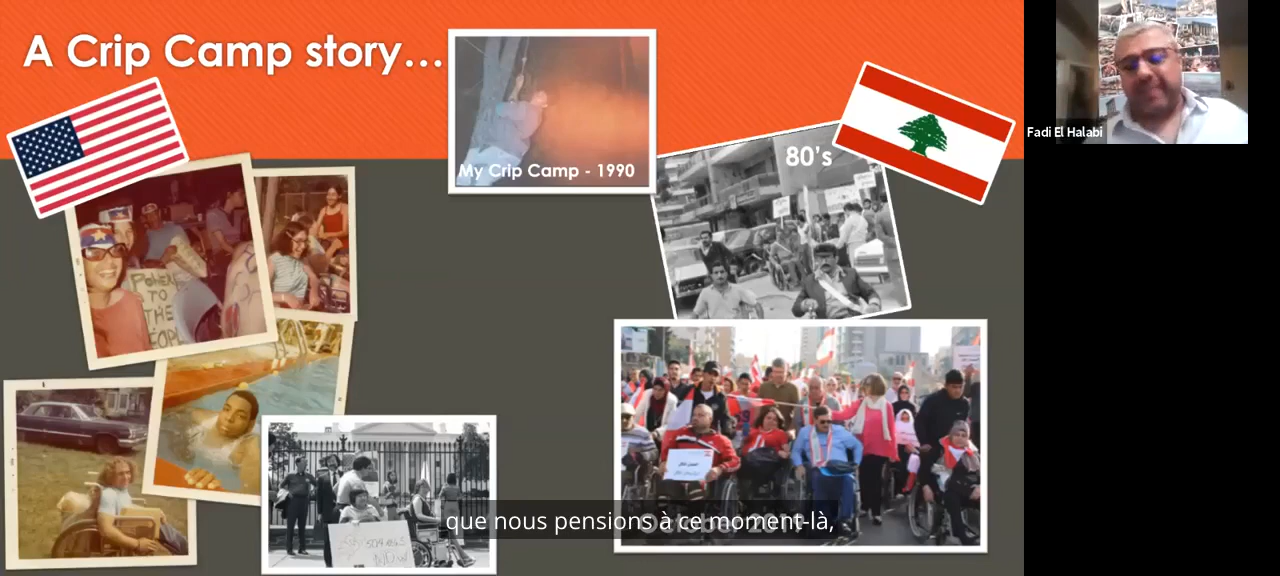 A Crip Camp story...
My Crip Camp - 1990
80's
Fadi El Halabi
POWER
TO
THE
que nous pensions à ce moment-là,